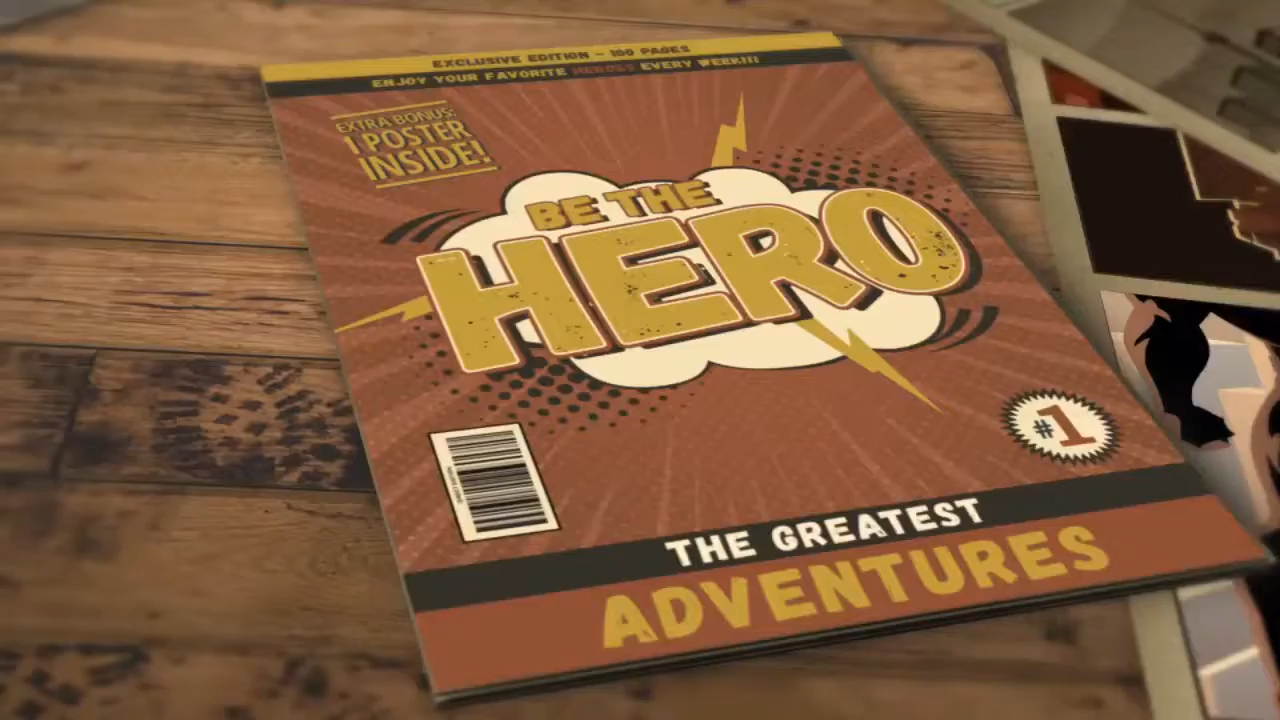 EXCLUSIVE EDITION - 100 PAGES
ENJOY YOUR FAVORITE HEROES EVERY WEEK!!!
EXTRA BONUS:
1 POSTER
INSIDE!
BE THE
HERO
#1
THE GREATEST
ADVENTURES